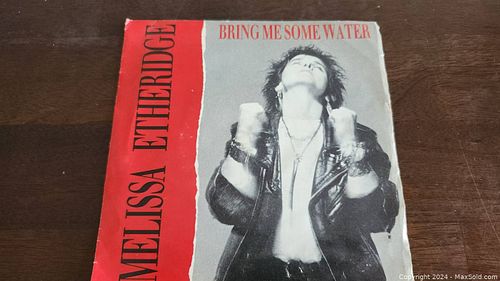 BRING ME SOME WATER
MELISSA ETHERIDGE
Copyright 2024 - MaxSold.com